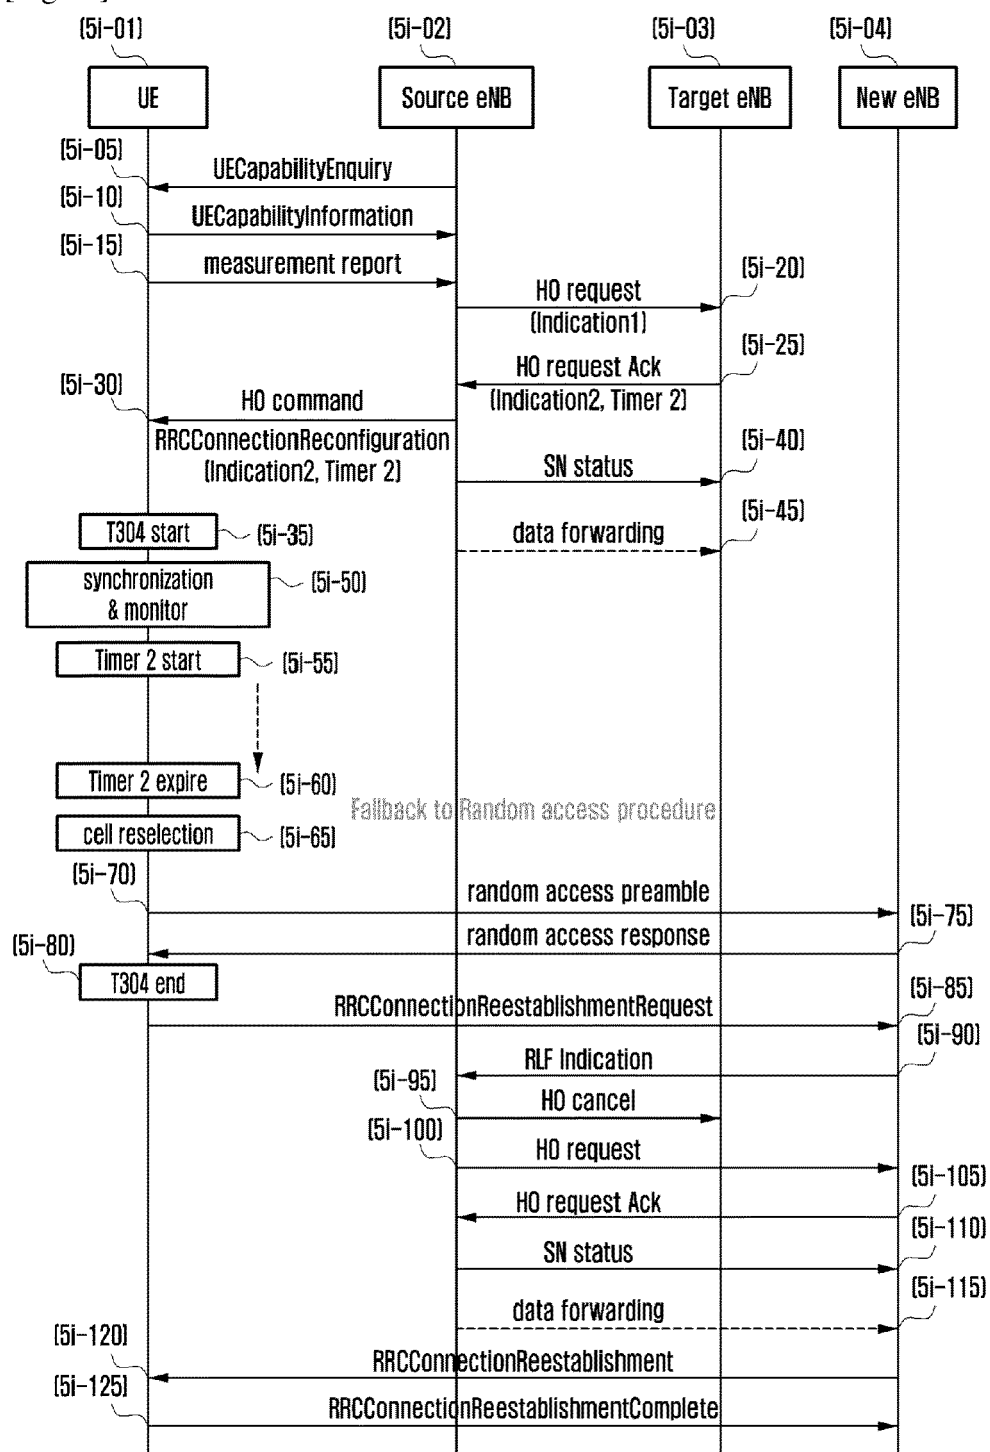 (5i-01)
(5i-02)
(5i-03)
(5i-04)
UE
Source eNB
Target eNB
New eNB
(5i-05)
UECapabilityEnquiry
(5i-10)
UECapabilityInformation
(5i-15)
measurement report
(5i-20)
HO request
(Indication1)
(5i-25)
HO request Ack
(Indication2, Timer 2)
(5i-30)
HO command
RRCConnectionReconfiguration
(Indication2, Timer 2)
(5i-40)
SN status
T304 start
(5i-35)
(5i-45)
data forwarding
synchronization
& monitor
(5i-50)
Timer 2 start
(5i-55)
Timer 2 expire
(5i-60)
Fallback to Random access procedure
cell reselection
(5i-65)
(5i-70)
random access preamble
(5i-75)
random access response
(5i-80)
T304 end
(5i-85)
RRCConnectionReestablishmentRequest
(5i-90)
RLF Indication
(5i-95)
HO cancel
(5i-100)
HO request
(5i-105)
HO request Ack
(5i-110)
SN status
(5i-115)
data forwarding
(5i-120)
RRCConnectionReestablishment
(5i-125)
RRCConnectionReestablishmentComplete